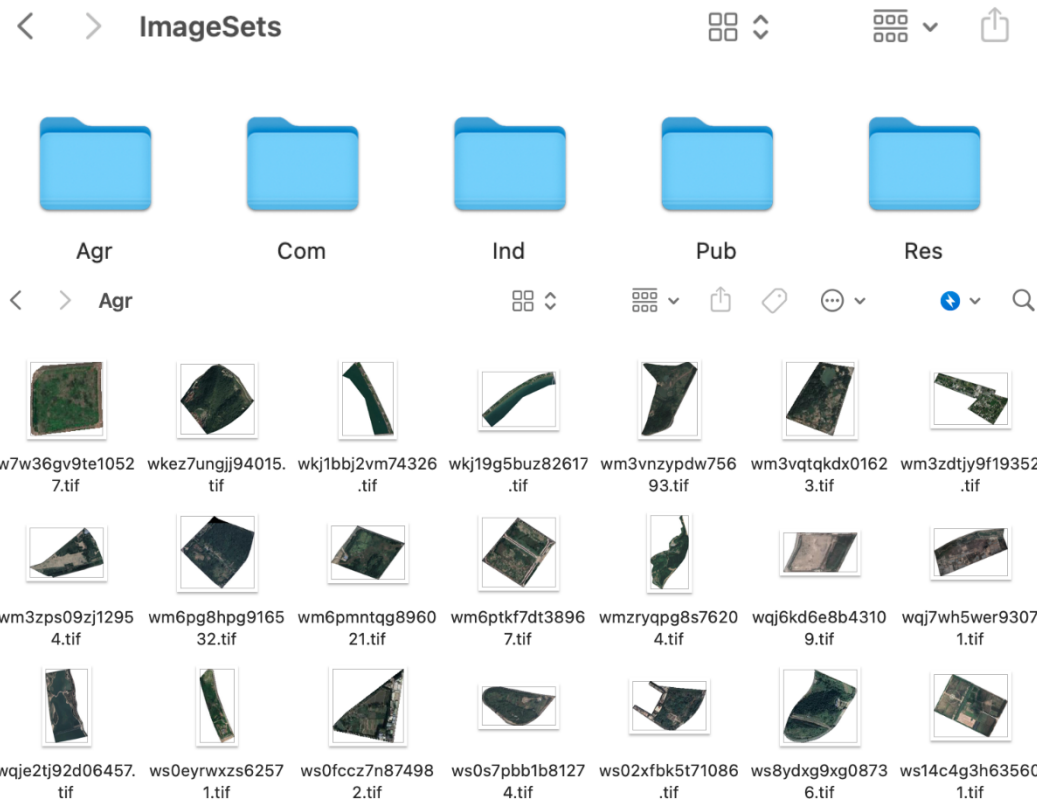 ImageSets
Agr Com Ind Pub Res
Agr
w7w36gv9te1052 wkez7ungjj94015. wkj1bbj2vm74326 wkj19g5buz82617 wm3vnzypdw756 wm3vqtqkdx0162 wm3zdtjy9f19352
7.tif tif .tif .tif 93.tif 3.tif .tif
wm3zps09zj1295 wm6pg8hpg9165 wm6pmntqg8960 wm6ptkf7dt3896 wmzryqpg8s7620 wqj6kd6e8b4310 wqj7wh5wer9307
4.tif 32.tif 21.tif 7.tif 4.tif 9.tif 1.tif
wqje2tj92d06457. ws0eyrwxzs6257 ws0fccz7n87498 ws0s7pbb1b8127 ws02xfbk5t71086 ws8ydxg9xg0873 ws14c4g3h63560
tif 1.tif 2.tif 4.tif .tif 6.tif 1.tif